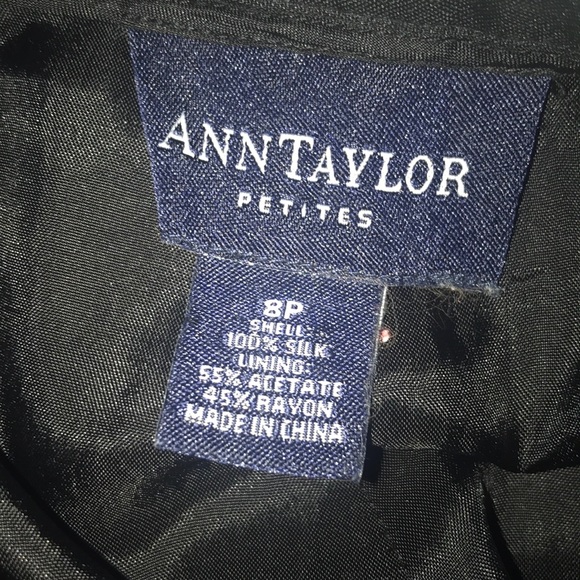 ANNTAYLOR
PETITES
8P
SHELL:
100% SILK
LINING:
55% ACETATE
45% RAYON
MADE IN CHINA